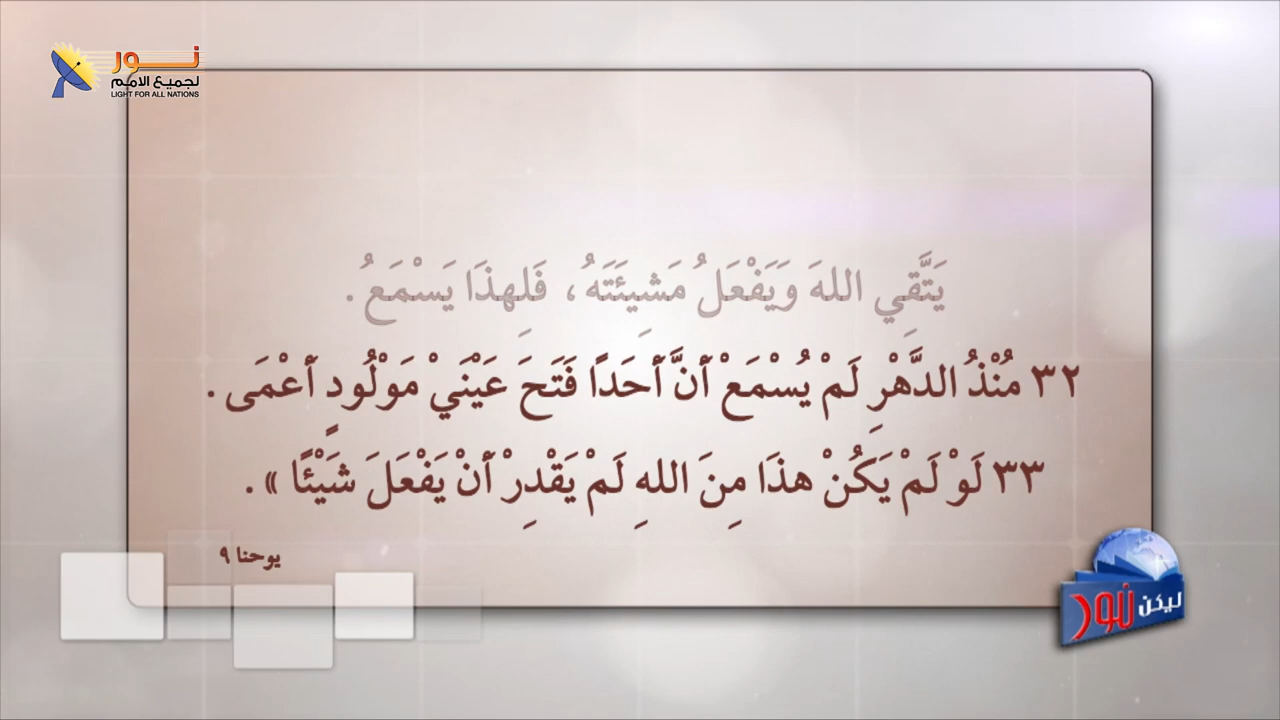 نور
لجميع الامم
LIGHT FOR ALL NATIONS
يَتَّقِي اللهَ وَيَفْعَلُ مَشِيئَتَهُ، فَلِهذَا يَسْمَعُ.
٣٢ مُنْذُ الدَّهْرِ لَمْ يُسْمَعْ أَنَّ أَحَدًا فَتَحَ عَيْنَيْ مَوْلُودٍ أَعْمَى.
٣٣ لَوْ لَمْ يَكُنْ هذَا مِنَ اللهِ لَمْ يَقْدِرْ أَنْ يَفْعَلَ شَيْئًا».
يوحنا ٩
ليكن نور